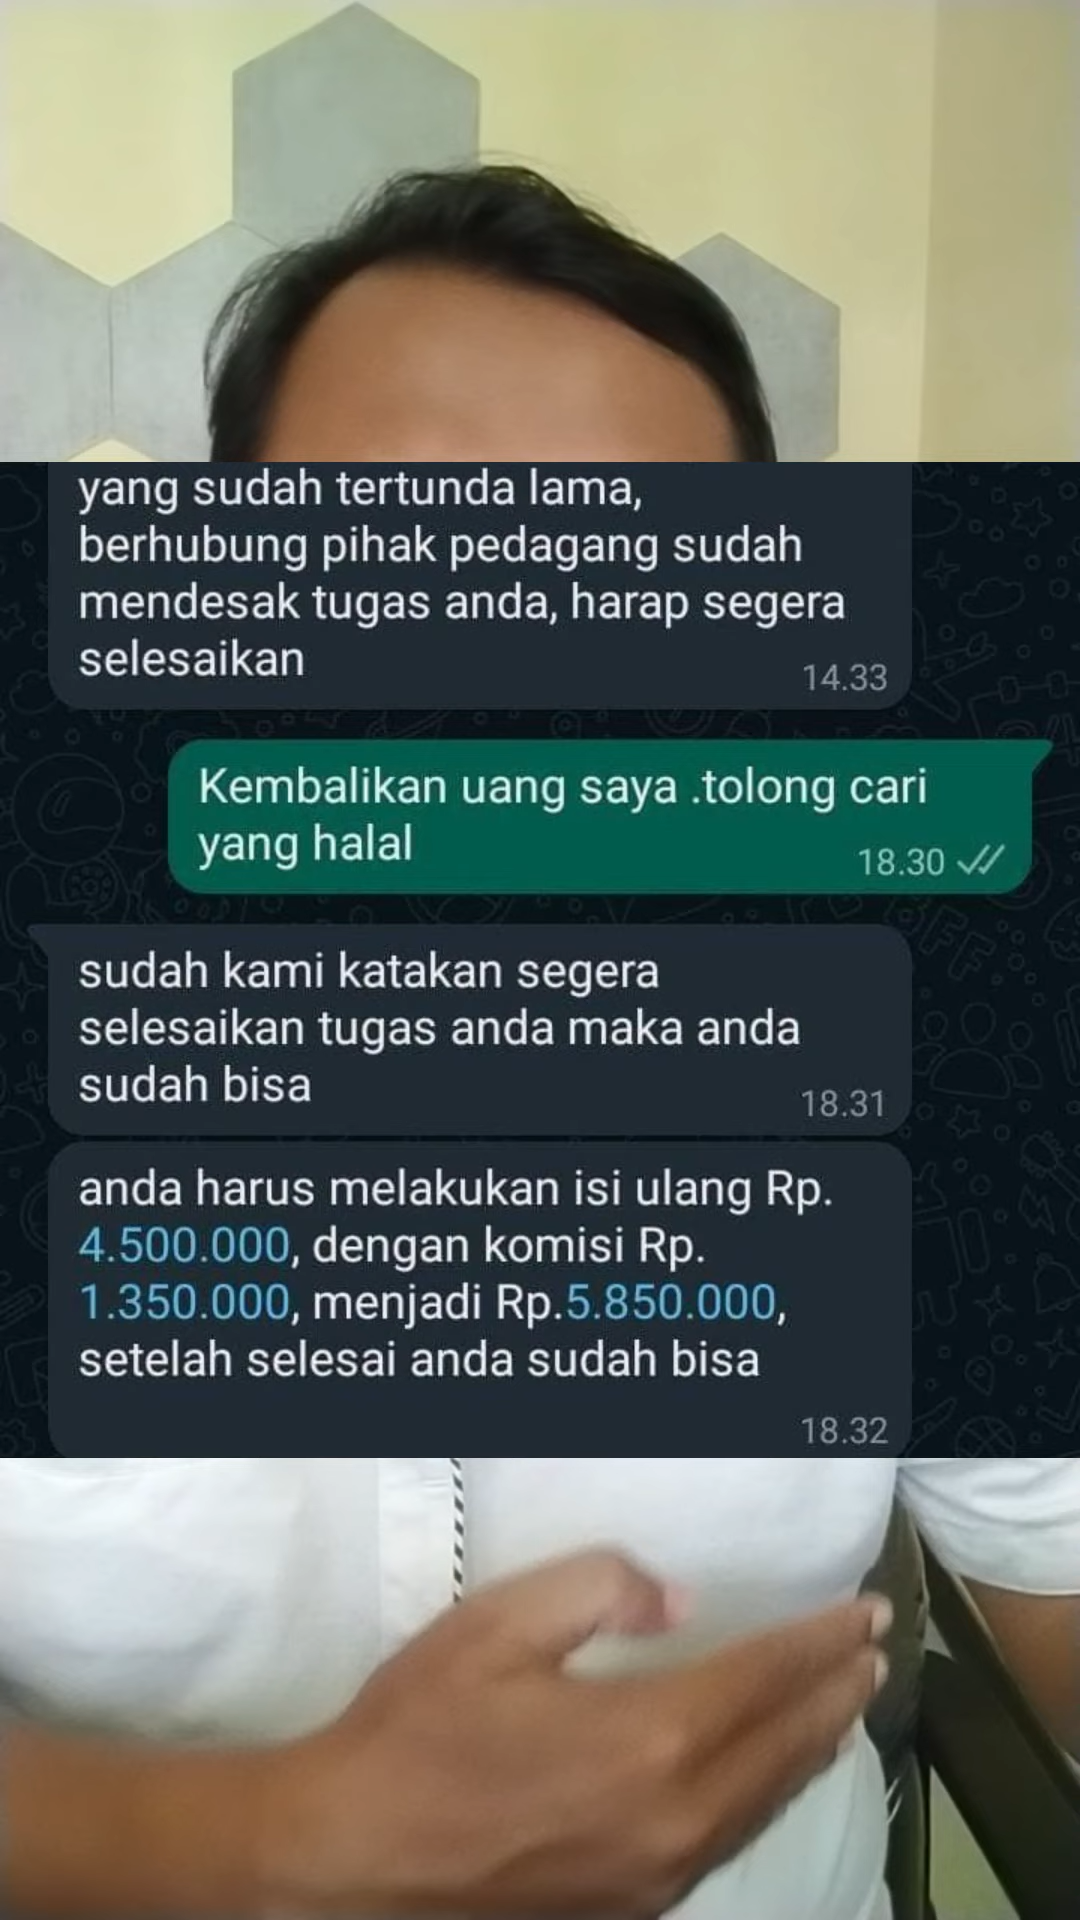 yang sudah tertunda lama,
berhubung pihak pedagang sudah
mendesak tugas anda, harap segera
selesaikan
14.33
Kembalikan uang saya .tolong cari
yang halal
18.30
sudah kami katakan segera
selesaikan tugas anda maka anda
sudah bisa
18.31
anda harus melakukan isi ulang Rp.
4.500.000, dengan komisi Rp.
1.350.000, menjadi Rp.5.850.000,
setelah selesai anda sudah bisa
18.32